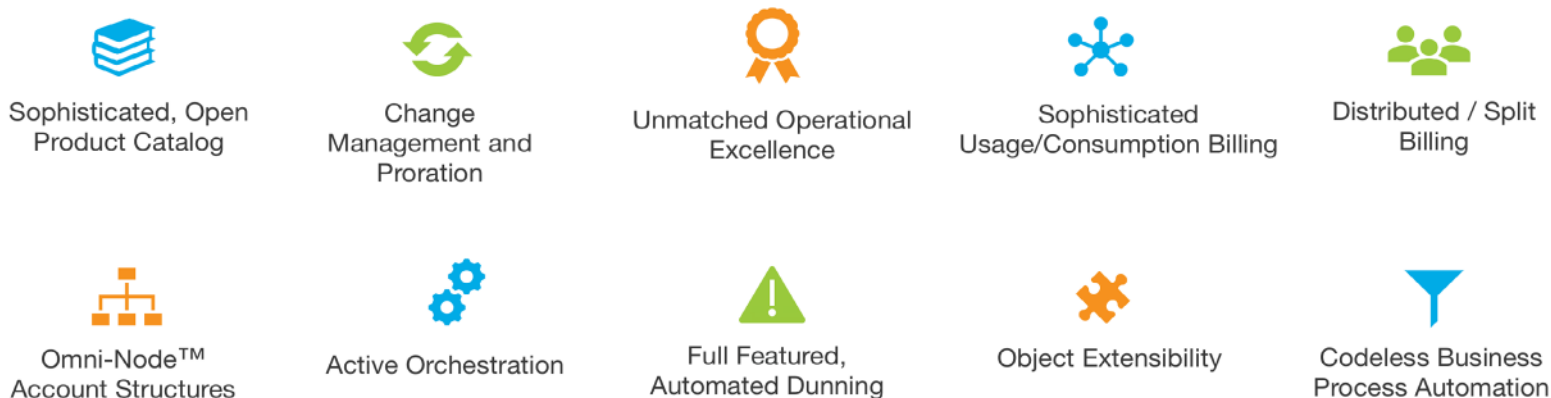 Sophisticated, Open
Product Catalog
Change
Management and
Proration
Unmatched Operational
Excellence
Sophisticated
Usage/Consumption Billing
Distributed / Split
Billing
Omni-Node™
Account Structures
Active Orchestration
Full Featured,
Automated Dunning
Object Extensibility
Codeless Business
Process Automation